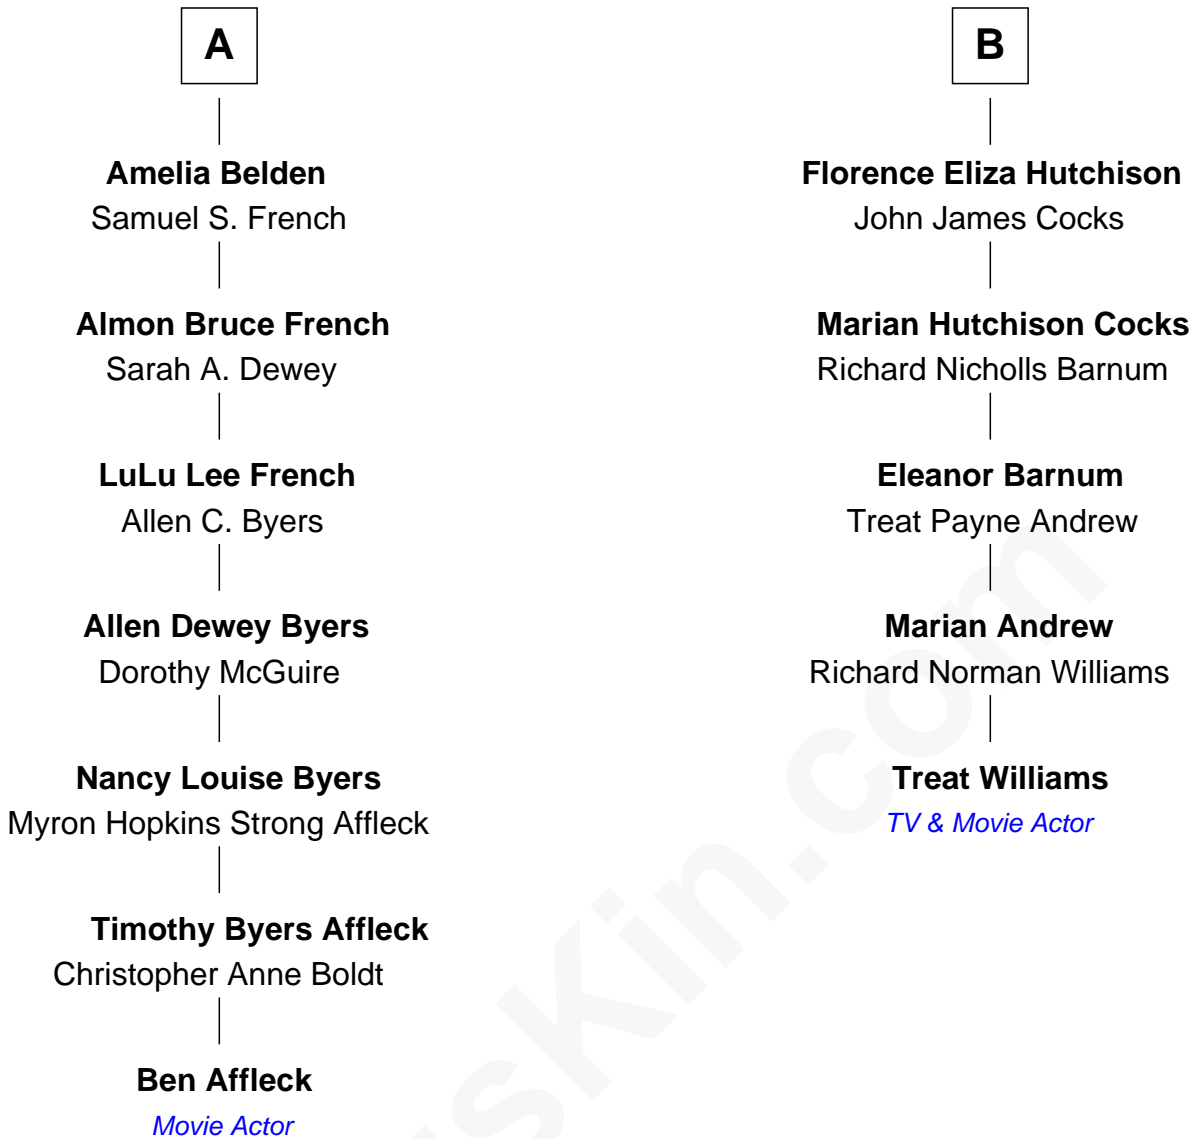 A
Amelia Belden
Samuel S. French
Almon Bruce French
Sarah A. Dewey
LuLu Lee French
Allen C. Byers
Allen Dewey Byers
Dorothy McGuire
Nancy Louise Byers
Myron Hopkins Strong Affleck
Timothy Byers Affleck
Christopher Anne Boldt
Ben Affleck
Movie Actor
B
Florence Eliza Hutchison
John James Cocks
Marian Hutchison Cocks
Richard Nicholls Barnum
Eleanor Barnum
Treat Payne Andrew
Marian Andrew
Richard Norman Williams
Treat Williams
TV & Movie Actor